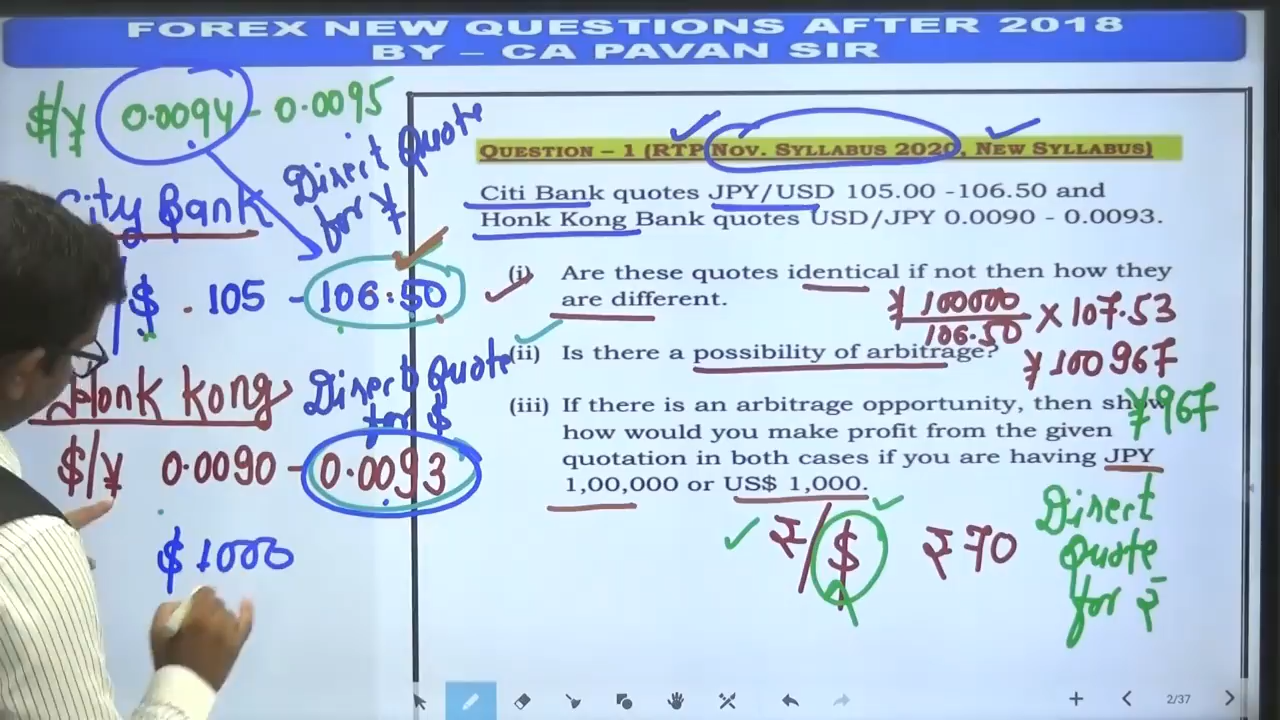 FOREX NEW QUESTIONS AFTER 2018
BY – CA PAVAN SIR
$/¥ 0.0094 - 0.0095
City Bank
Direct Quote
for ¥
/$ . 105 - 106.50
Honk Kong
Direct Quote
for $
$/¥ 0.0090 - 0.0093
$ 1000
QUESTION – 1 (RTP Nov. SYLLABUS 2020, NEW SYLLABUS)
Citi Bank quotes JPY/USD 105.00 -106.50 and
Honk Kong Bank quotes USD/JPY 0.0090 - 0.0093.
(i) Are these quotes identical if not then how they
are different.
¥ 100000
106.50
× 107.53
(ii) Is there a possibility of arbitrage?
¥ 100967
(iii) If there is an arbitrage opportunity, then show
¥967
how would you make profit from the given
quotation in both cases if you are having JPY
1,00,000 or US$ 1,000.
₹/$ ₹70
Direct
quote
for ₹
2/37